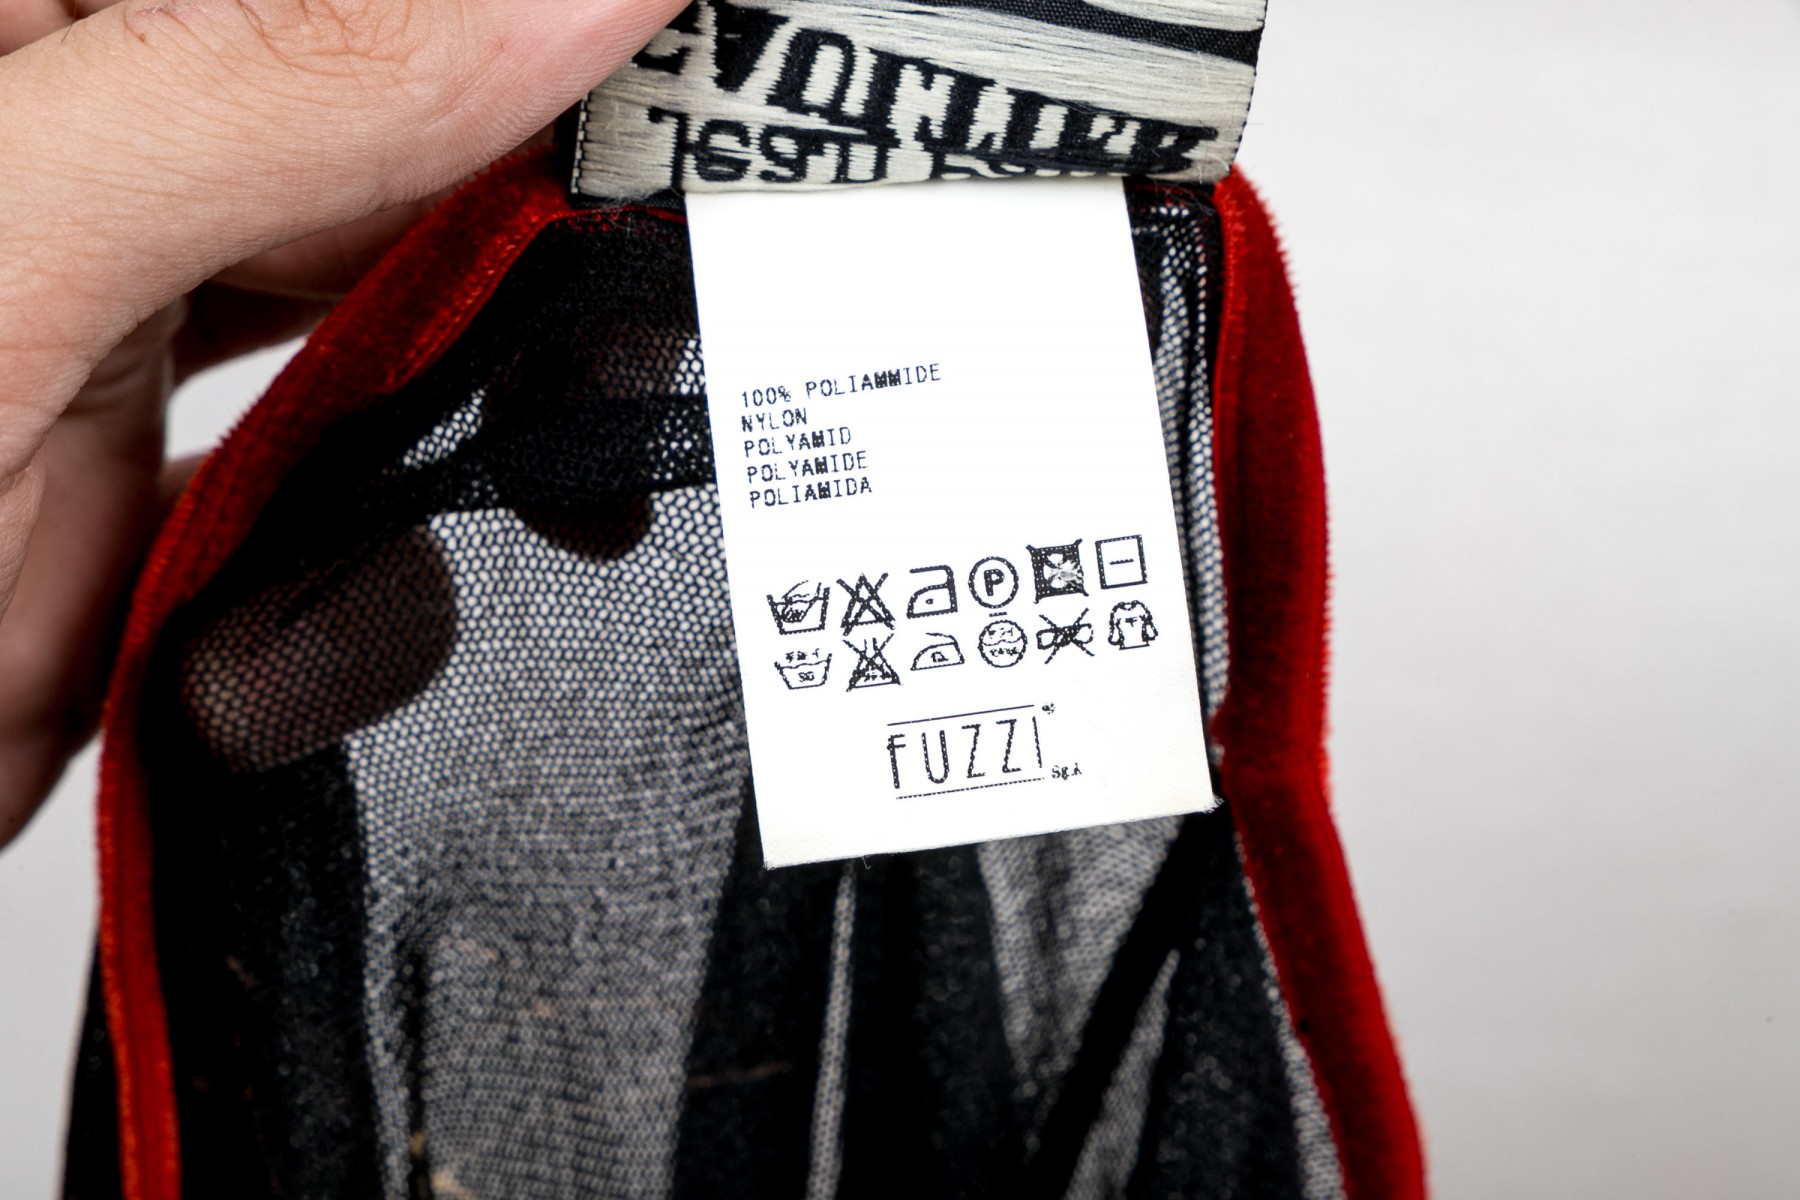 100% POLIAMMIDE
NYLON
POLYAMID
POLYAMIDE
POLIAMIDA
P
FUZZI